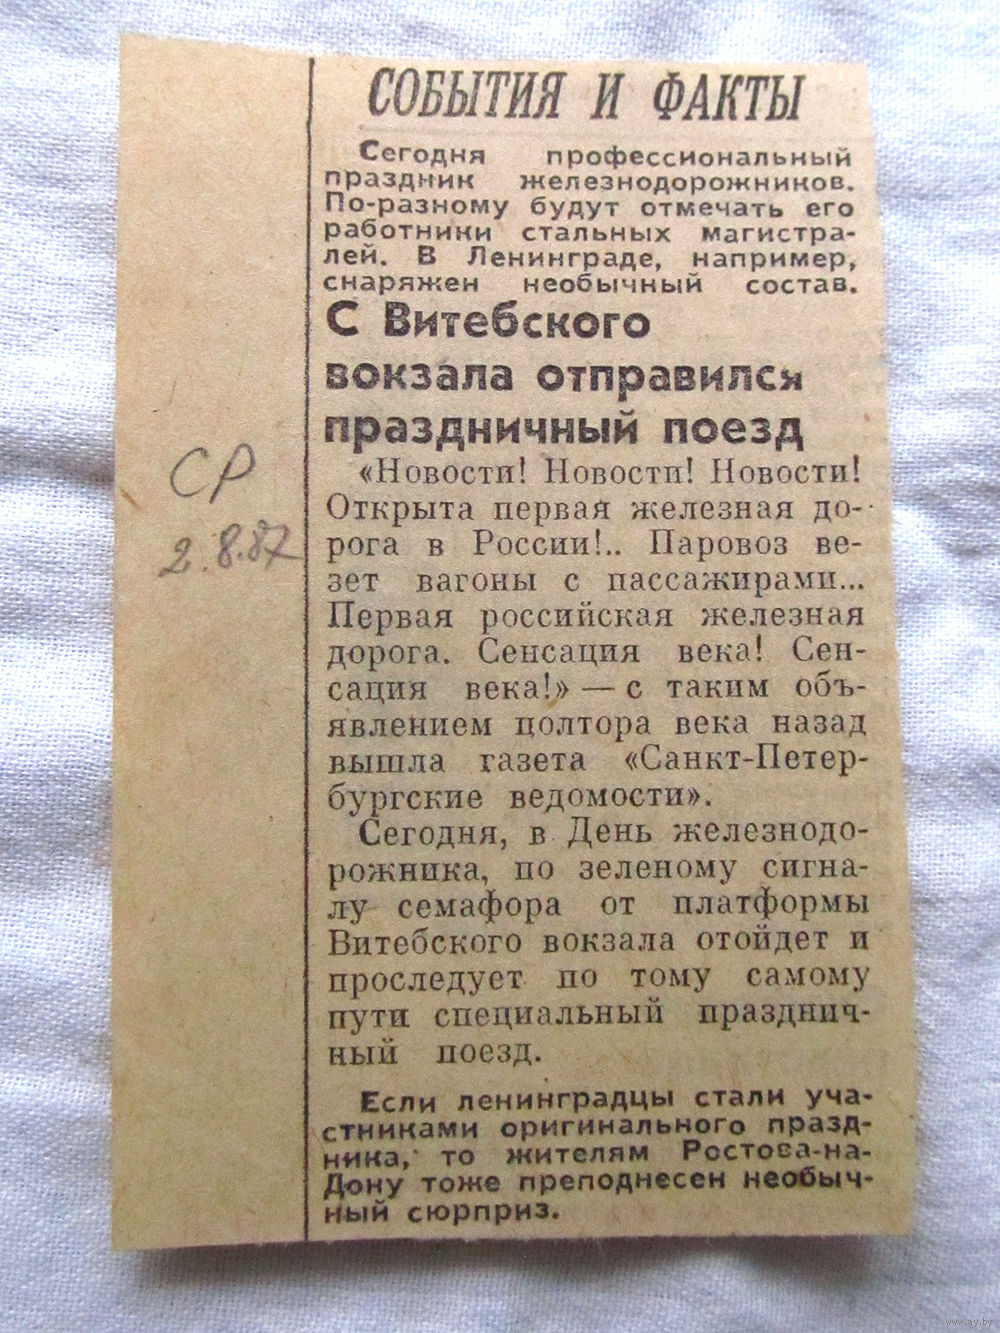 СОБЫТИЯ И ФАКТЫ
Сегодня профессиональный
праздник железнодорожников.
По-разному будут отмечать его
работники стальных магистра-
лей. В Ленинграде, например,
снаряжен необычный состав.
С Витебского
вокзала отправился
праздничный поезд
«Новости! Новости! Новости!
Открыта первая железная до-
рога в России!.. Паровоз ве-
зет вагоны с пассажирами...
Первая российская железная
дорога. Сенсация века! Сен-
сация века!» — с таким объ-
явлением полтора века назад
вышла газета «Санкт-Петер-
бургские ведомости».
Сегодня, в День железнодо-
рожника, по зеленому сигна-
лу семафора от платформы
Витебского вокзала отойдет и
проследует по тому самому
пути специальный празднич-
ный поезд.
Если ленинградцы стали уча-
стниками оригинального празд-
ника, то жителям Ростова-на-
Дону тоже преподнесен необыч-
ный сюрприз.
СР
2.8.87
www.ay.by